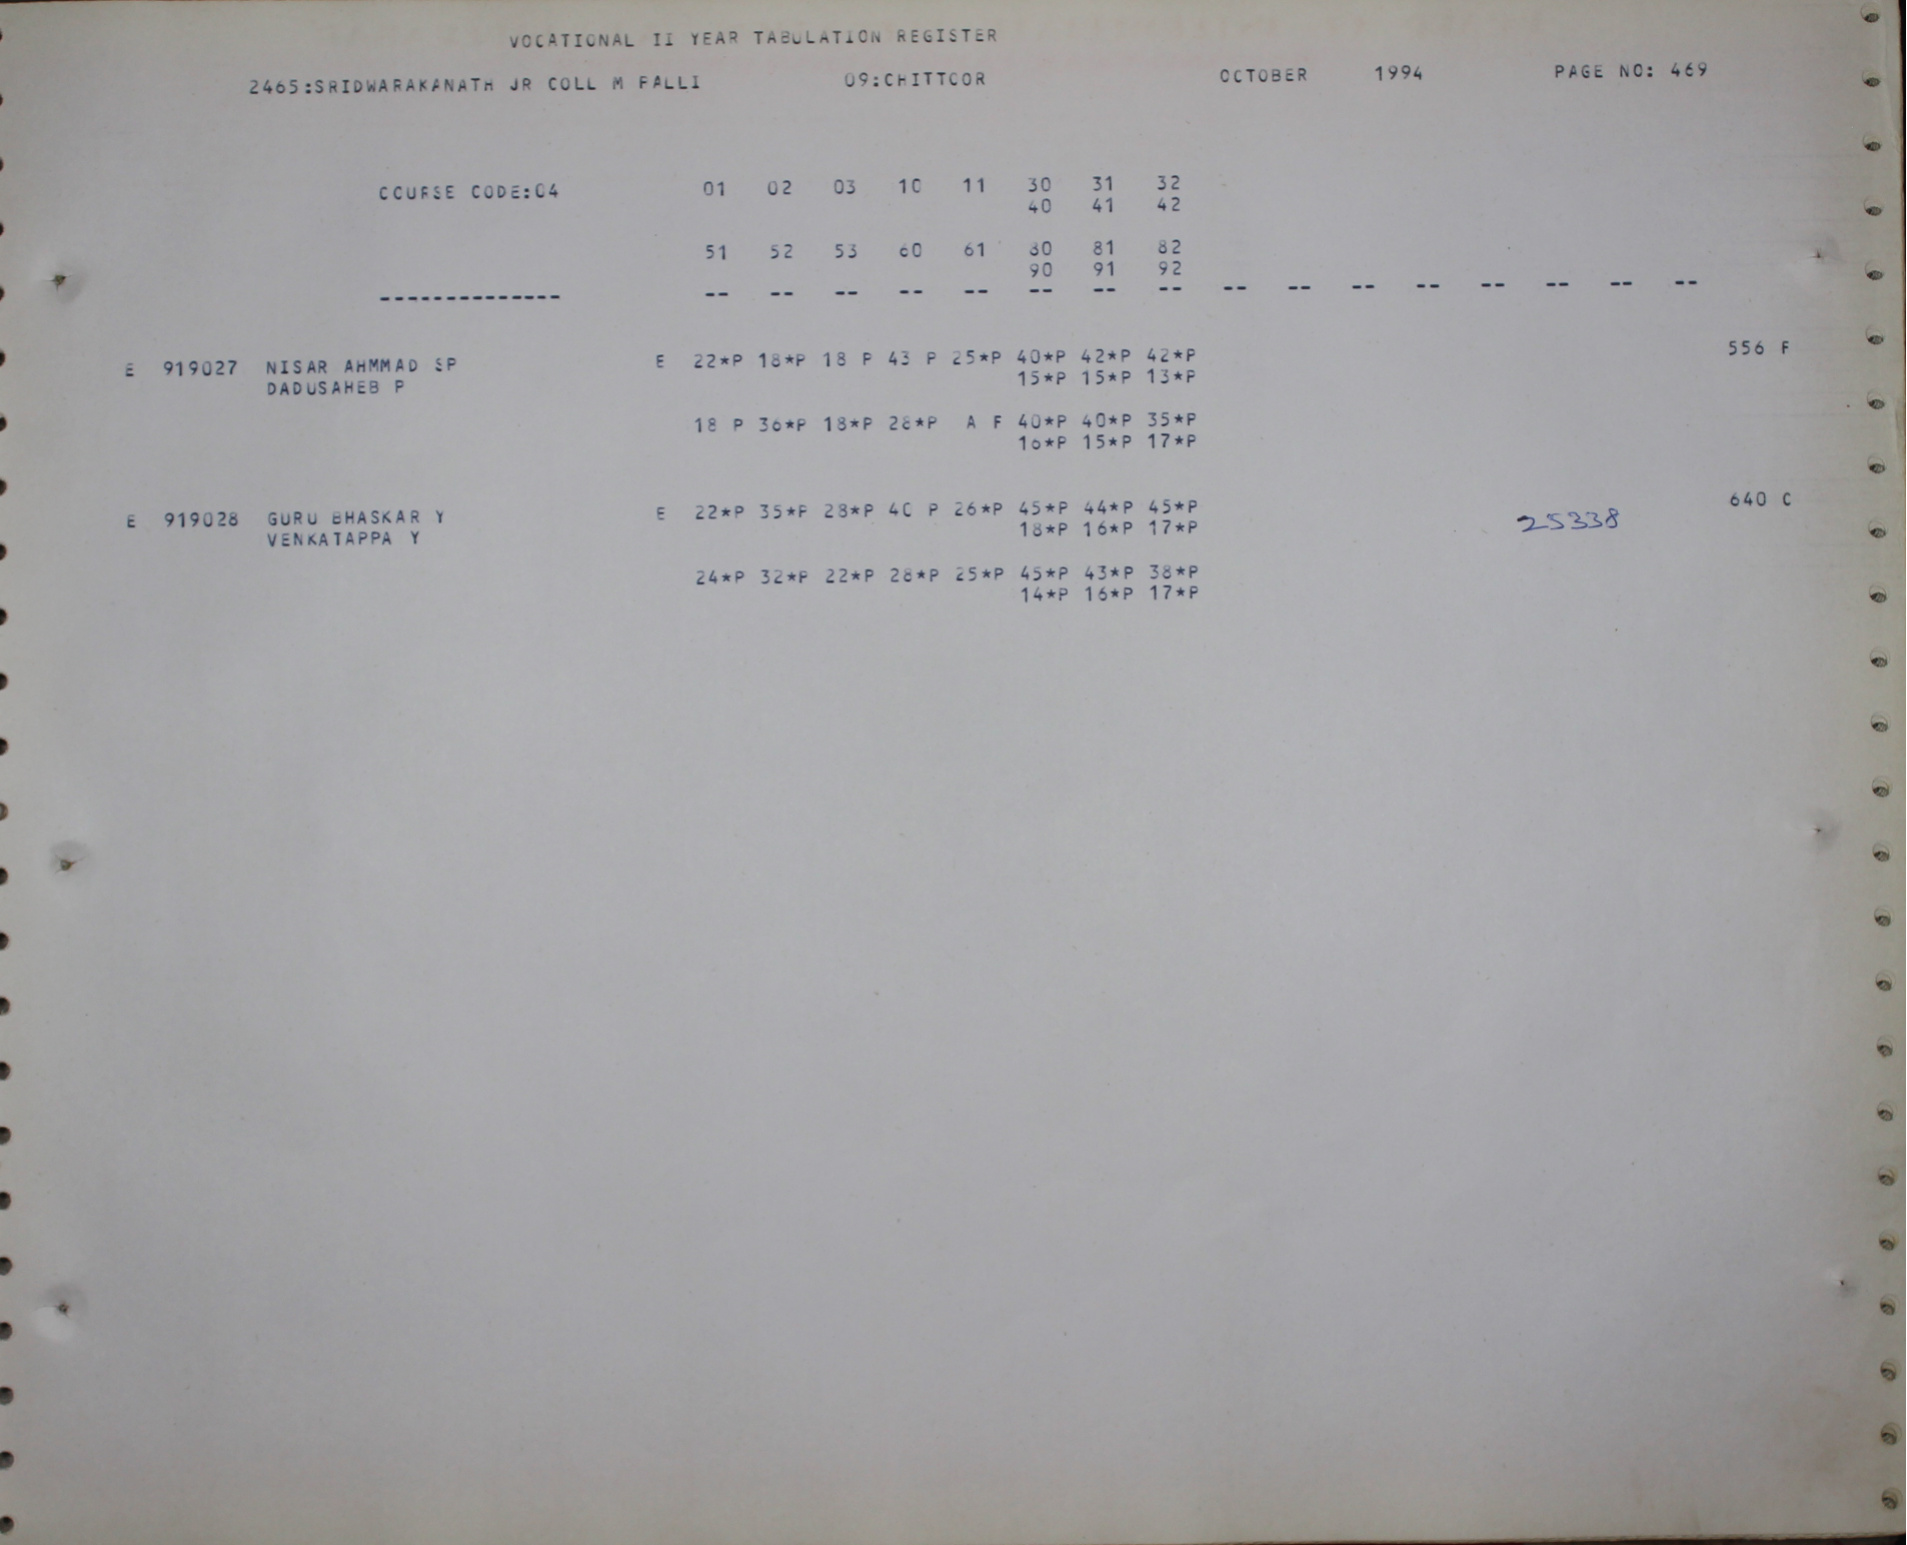 VOCATIONAL II YEAR TABULATION REGISTER
2465:SRIDWARAKANATH JR COLL M PALLI 09:CHITTOOR OCTOBER 1994 PAGE NO: 469
COURSE CODE:04 01 02 03 10 11 30 31 32
40 41 42
51 52 53 60 61 80 81 82
90 91 92
-------------- -- -- -- -- -- -- -- -- -- -- -- -- -- -- -- --
E 919027 NISAR AHMMAD SP E 22*P 18*P 18 P 43 P 25*P 40*P 42*P 42*P 556 F
DADUSAHEB P 15*P 15*P 13*P
18 P 36*P 18*P 28*P A F 40*P 40*P 35*P
16*P 15*P 17*P
E 919028 GURU BHASKAR Y E 22*P 35*P 28*P 40 P 26*P 45*P 44*P 45*P 640 C
VENKATAPPA Y 18*P 16*P 17*P 25338
24*P 32*P 22*P 28*P 25*P 45*P 43*P 38*P
14*P 16*P 17*P